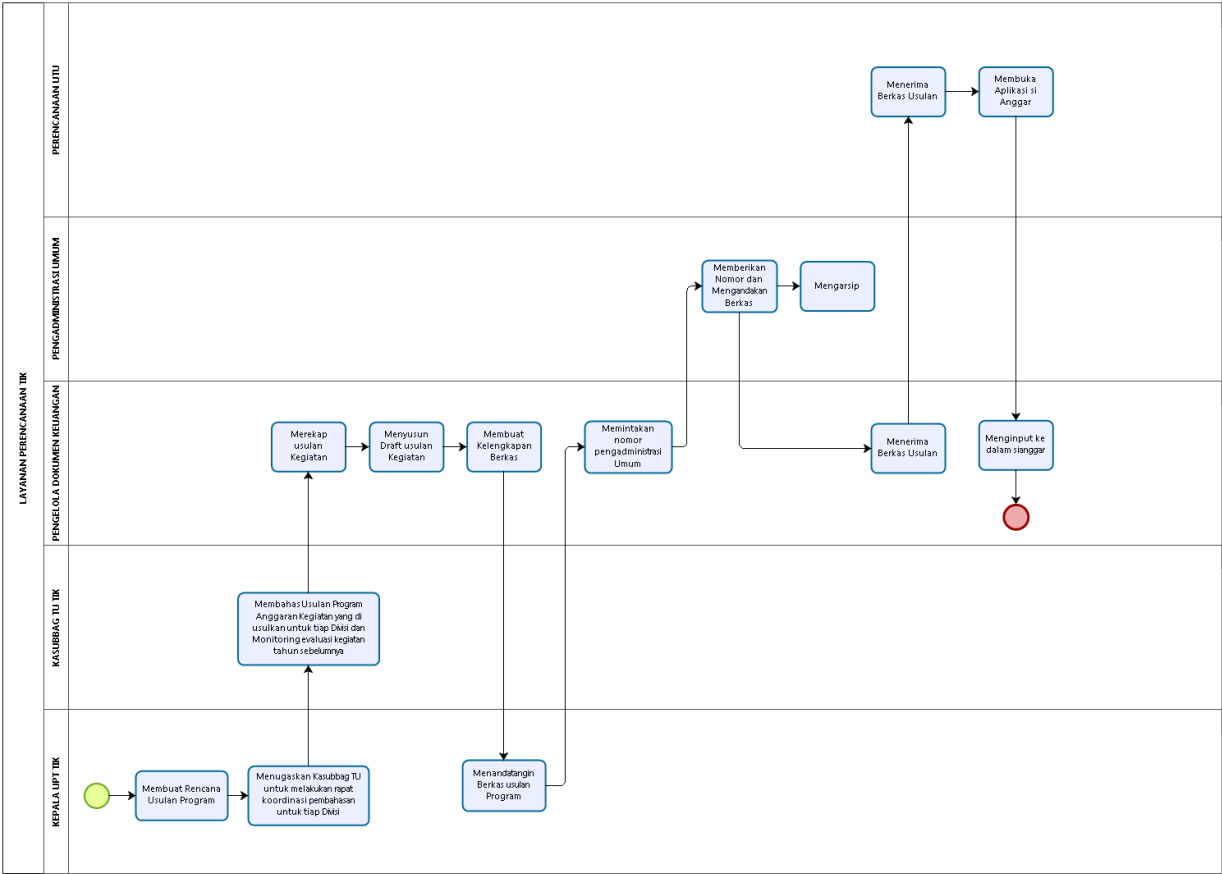 LAYANAN PERENCANAAN TIK
PERENCANAAN UTU
Menerima
Berkas Usulan
Membuka
Aplikasi si
Anggar
PENGADMINISTRASI UMUM
Memberikan
Nomor dan
Mengandakan
Berkas
Mengarsip
PENGELOLA DOKUMEN KEUANGAN
Merekap
usulan
Kegiatan
Menyusun
Draft usulan
Kegiatan
Membuat
Kelengkapan
Berkas
Memintakan
nomor
pengadministrasi
Umum
Menerima
Berkas Usulan
Menginput ke
dalam sianggar
KASUBBAG TU TIK
Membahas Usulan Program
Anggaran Kegiatan yang di
usulkan untuk tiap Divisi dan
Monitoring evaluasi kegiatan
tahun sebelumnya
KEPALA UPT TIK
Membuat Rencana
Usulan Program
Menugaskan Kasubbag TU
untuk melakukan rapat
koordinasi pembahasan
untuk tiap Divisi
Menandatangin
Berkas usulan
Program